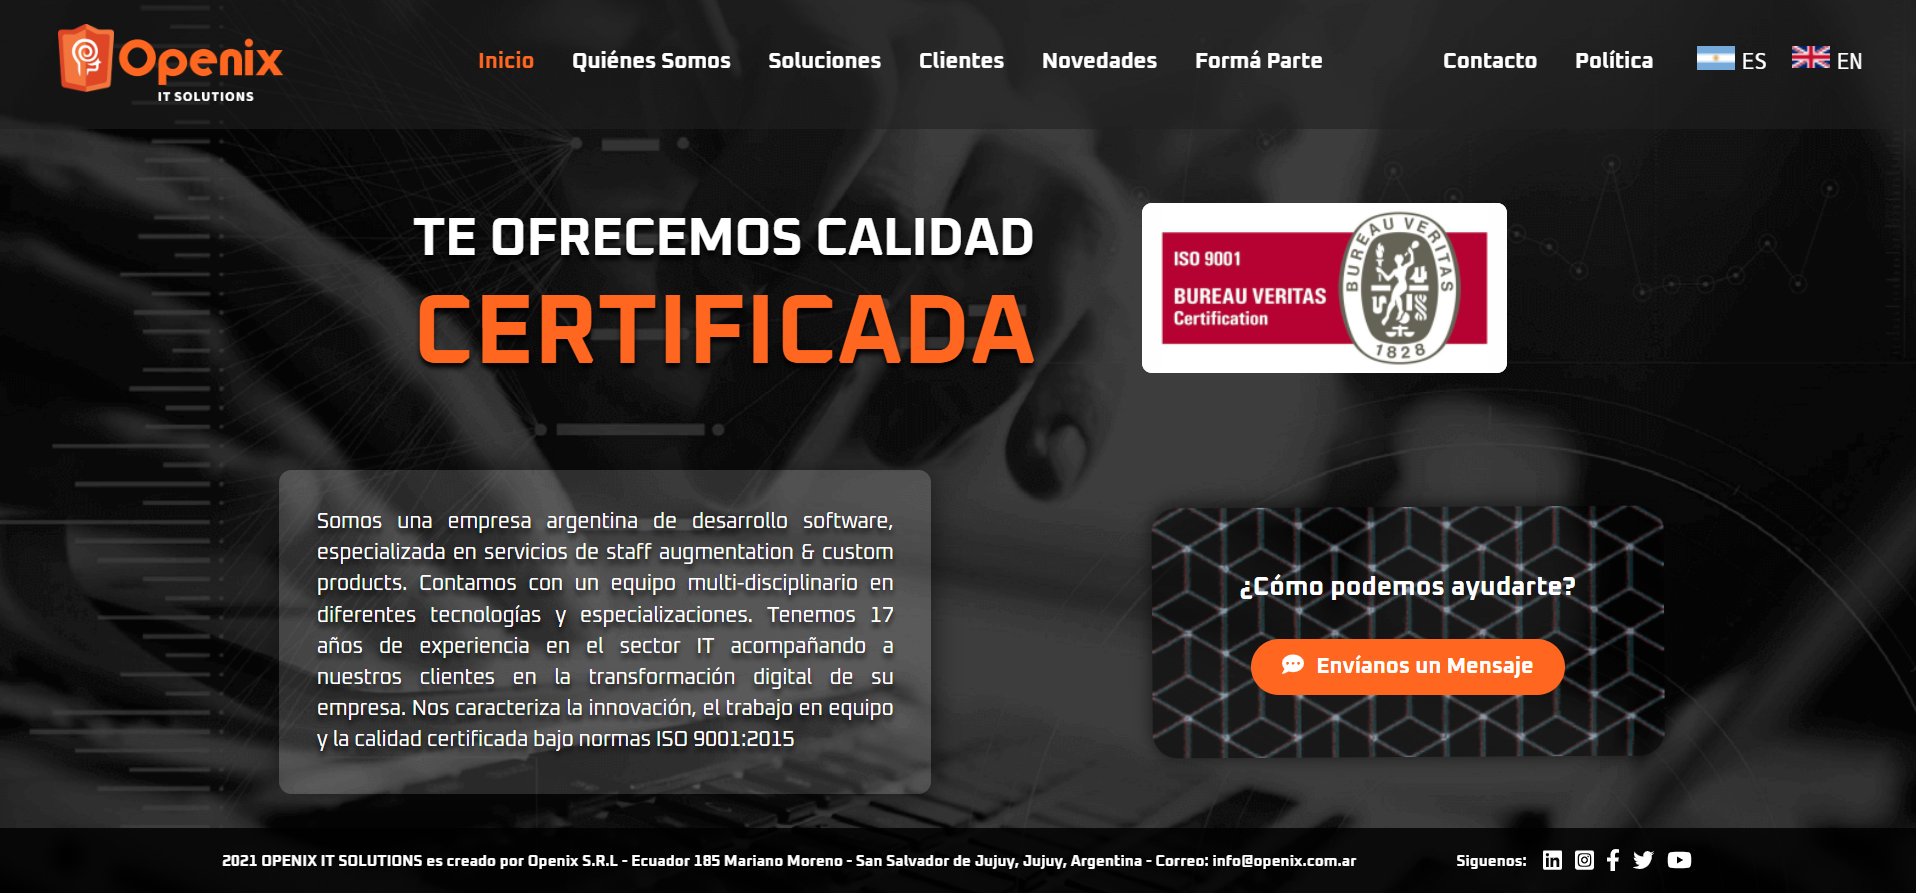 Openix
IT SOLUTIONS
Inicio
Quiénes Somos
Soluciones
Clientes
Novedades
Formá Parte
Contacto
Política
ES
EN
TE OFRECEMOS CALIDAD
CERTIFICADA
ISO 9001
BUREAU VERITAS
Certification
BUREAU VERITAS
1828
Somos una empresa argentina de desarrollo software,
especializada en servicios de staff augmentation & custom
products. Contamos con un equipo multi-disciplinario en
diferentes tecnologías y especializaciones. Tenemos 17
años de experiencia en el sector IT acompañando a
nuestros clientes en la transformación digital de su
empresa. Nos caracteriza la innovación, el trabajo en equipo
y la calidad certificada bajo normas ISO 9001:2015
¿Cómo podemos ayudarte?
Envíanos un Mensaje
2021 OPENIX IT SOLUTIONS es creado por Openix S.R.L - Ecuador 185 Mariano Moreno - San Salvador de Jujuy, Jujuy, Argentina - Correo: info@openix.com.ar
Siguenos: